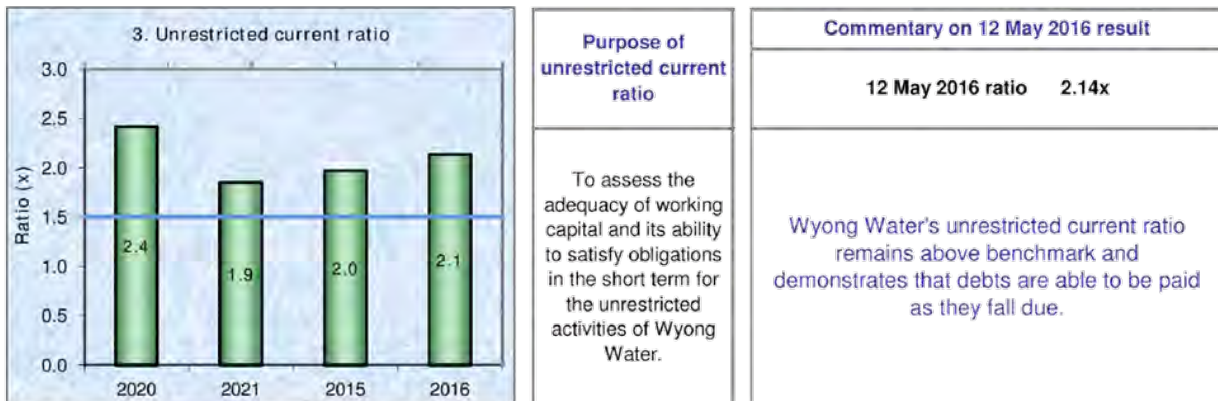 3. Unrestricted current ratio
3.0
2.5
2.0
1.5
1.0
0.5
0.0
Ratio (x)
2.4
1.9
2.0
2.1
2020
2021
2015
2016
Purpose of
unrestricted current
ratio
To assess the
adequacy of working
capital and its ability
to satisfy obligations
in the short term for
the unrestricted
activities of Wyong
Water.
Commentary on 12 May 2016 result
12 May 2016 ratio 2.14x
Wyong Water's unrestricted current ratio
remains above benchmark and
demonstrates that debts are able to be paid
as they fall due.